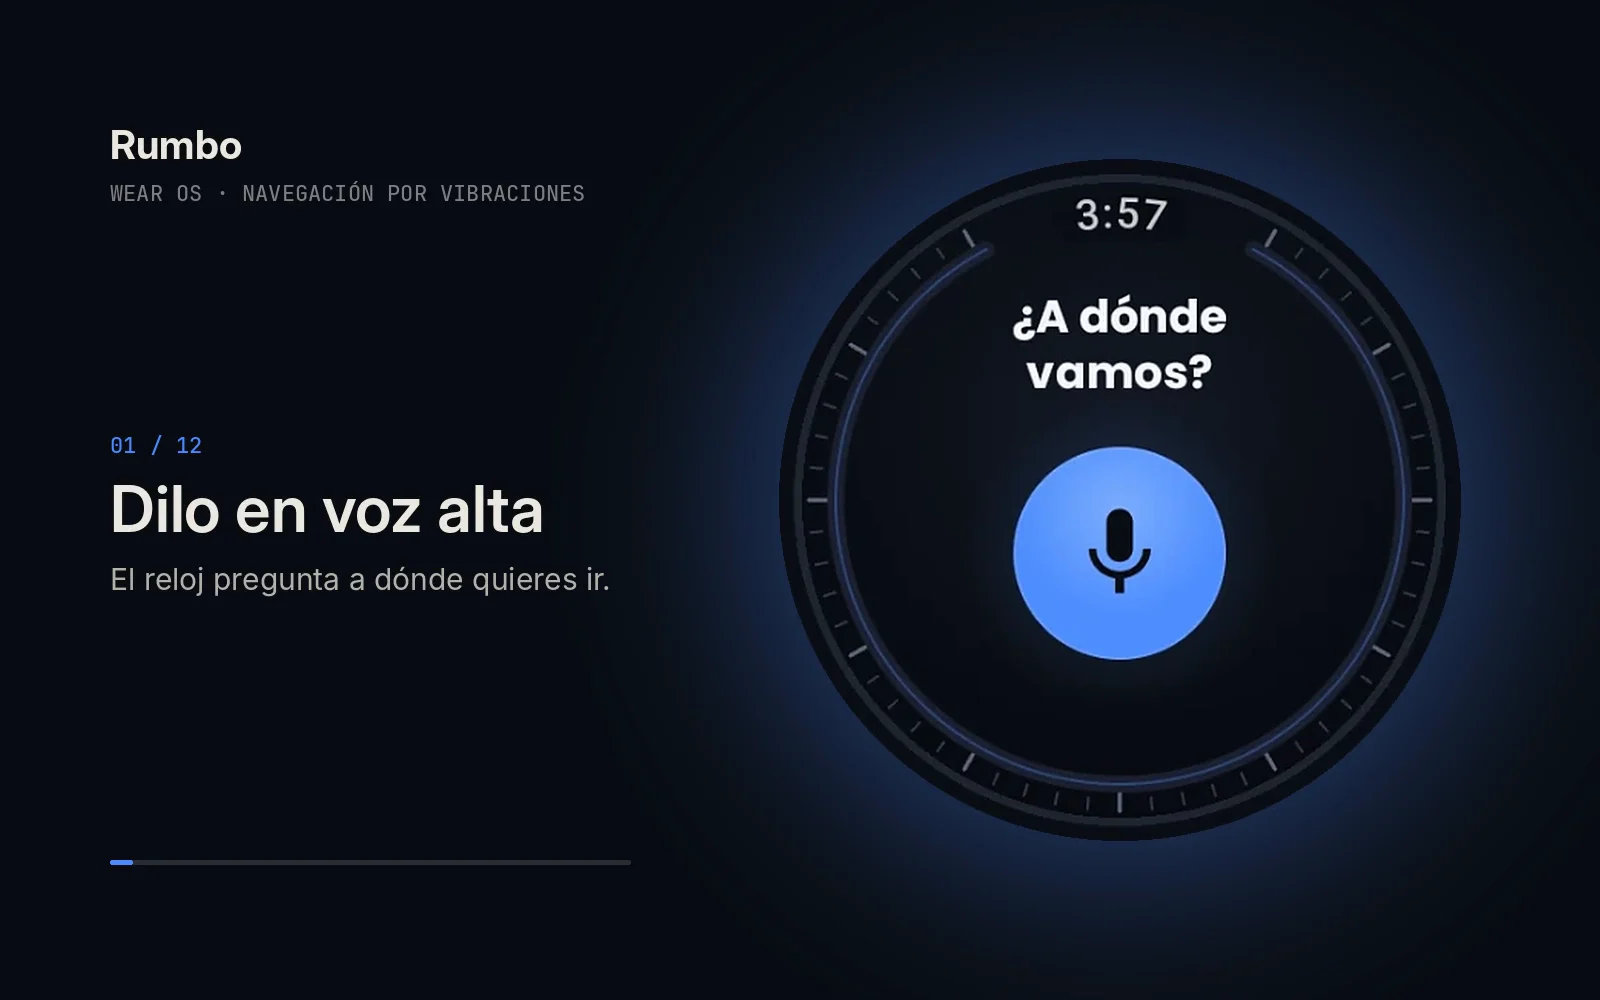 Rumbo
WEAR OS · NAVEGACIÓN POR VIBRACIONES
01 / 12
Dilo en voz alta
El reloj pregunta a dónde quieres ir.
3:57
¿A dónde
vamos?